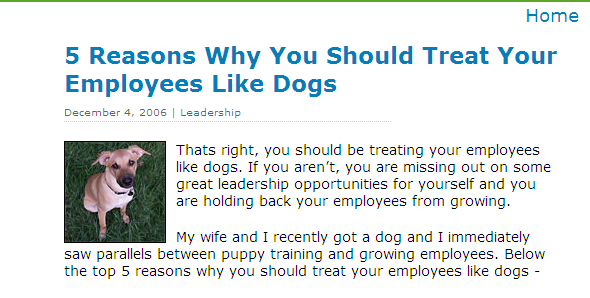 Home
5 Reasons Why You Should Treat Your
Employees Like Dogs
December 4, 2006 | Leadership
Thats right, you should be treating your employees
like dogs. If you aren’t, you are missing out on some
great leadership opportunities for yourself and you
are holding back your employees from growing.
My wife and I recently got a dog and I immediately
saw parallels between puppy training and growing employees. Below
the top 5 reasons why you should treat your employees like dogs -